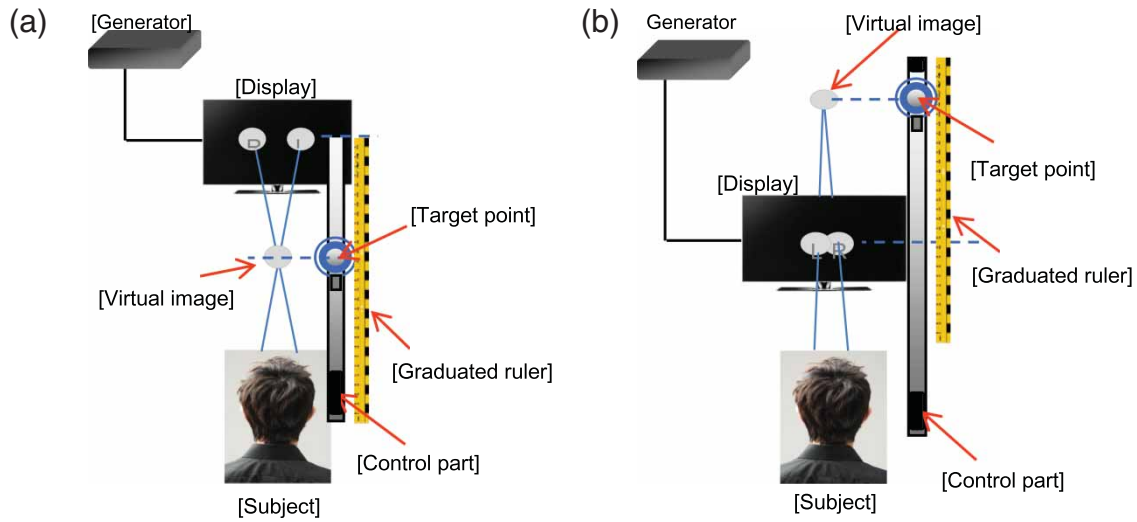 (a)
[Generator]
[Display]
R L
[Target point]
[Virtual image]
[Graduated ruler]
[Control part]
[Subject]
(b)
Generator
[Virtual image]
[Target point]
[Display]
L R
[Graduated ruler]
[Control part]
[Subject]